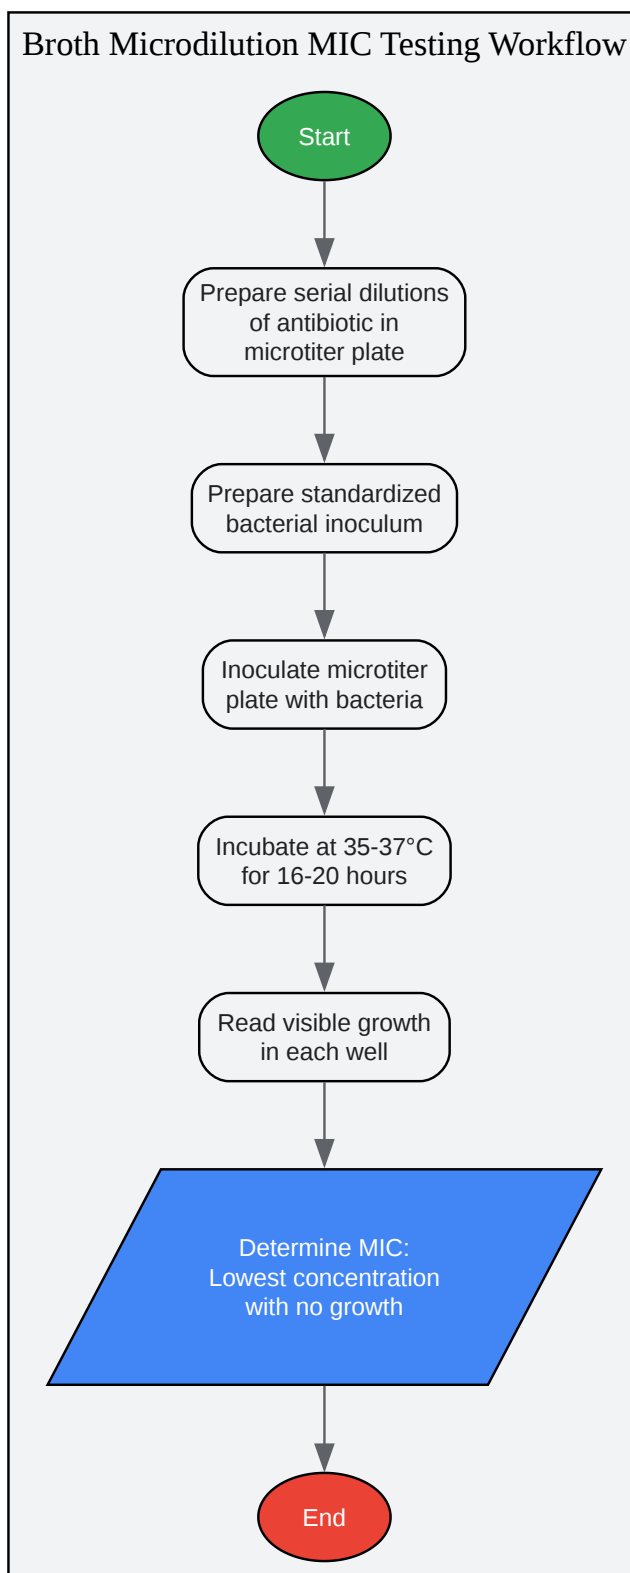 Broth Microdilution MIC Testing Workflow
Start
Prepare serial dilutions
of antibiotic in
microtiter plate
Prepare standardized
bacterial inoculum
Inoculate microtiter
plate with bacteria
Incubate at 35-37°C
for 16-20 hours
Read visible growth
in each well
Determine MIC:
Lowest concentration
with no growth
End